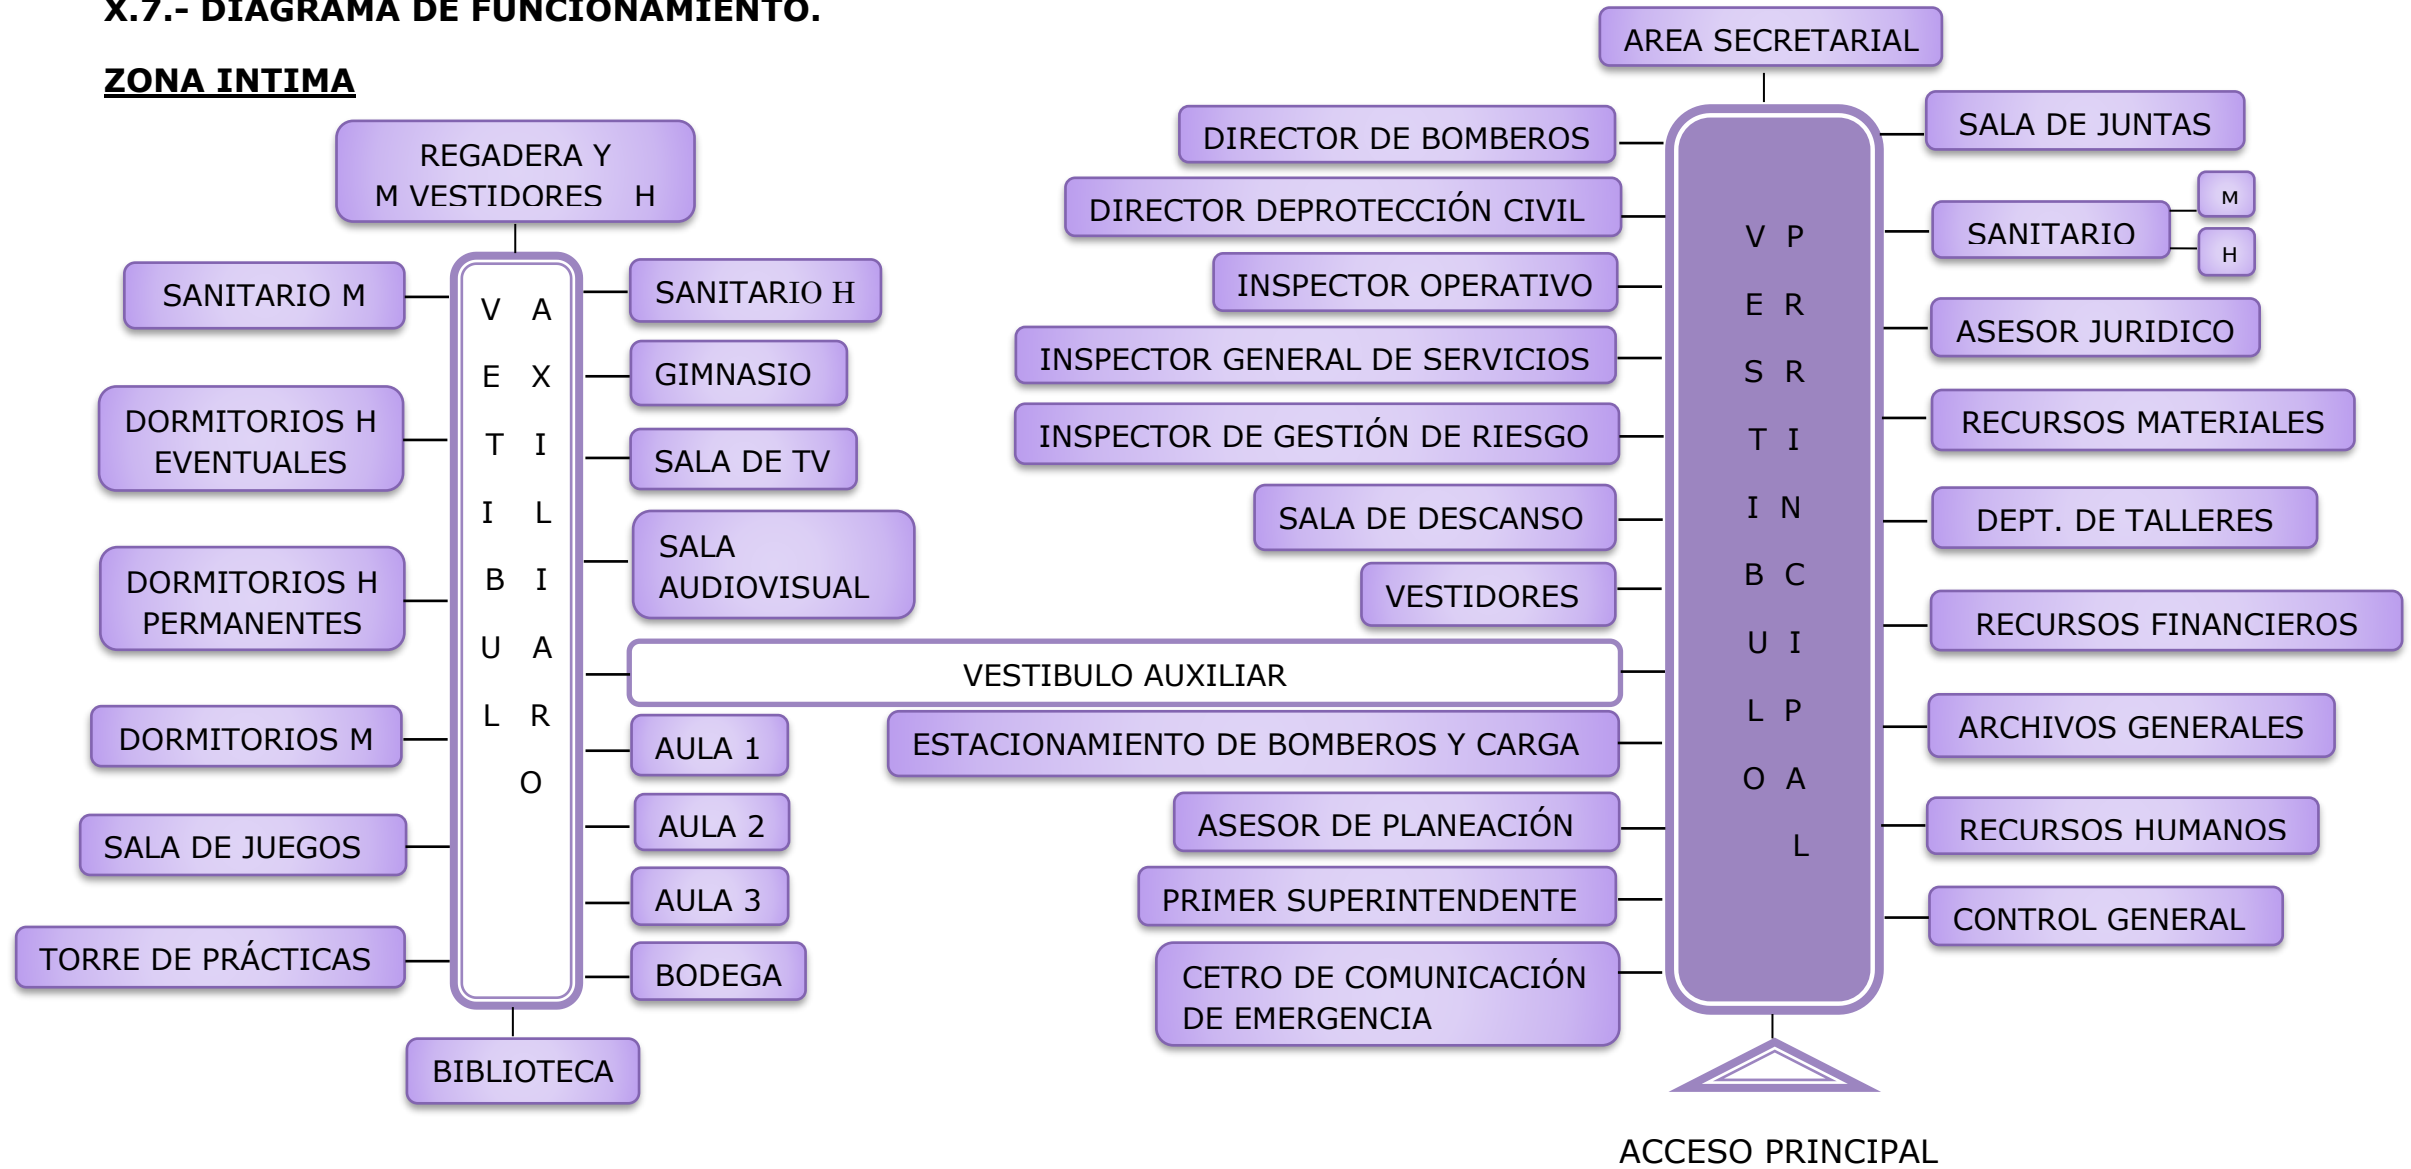 X.7.- DIAGRAMA DE FUNCIONAMIENTO.
ZONA INTIMA
REGADERA Y
M VESTIDORES H
SANITARIO M
DORMITORIOS H
EVENTUALES
DORMITORIOS H
PERMANENTES
DORMITORIOS M
SALA DE JUEGOS
TORRE DE PRÁCTICAS
V A
E X
T I
I L
B I
U A
L R
O
SANITARIO H
GIMNASIO
SALA DE TV
SALA
AUDIOVISUAL
VESTIBULO AUXILIAR
AULA 1
AULA 2
AULA 3
BODEGA
BIBLIOTECA
AREA SECRETARIAL
DIRECTOR DE BOMBEROS
DIRECTOR DEPROTECCIÓN CIVIL
INSPECTOR OPERATIVO
INSPECTOR GENERAL DE SERVICIOS
INSPECTOR DE GESTIÓN DE RIESGO
SALA DE DESCANSO
VESTIDORES
ESTACIONAMIENTO DE BOMBEROS Y CARGA
ASESOR DE PLANEACIÓN
PRIMER SUPERINTENDENTE
CETRO DE COMUNICACIÓN
DE EMERGENCIA
V P
E R
S R
T I
I N
B C
U I
L P
O A
L
SALA DE JUNTAS
SANITARIO
M
H
ASESOR JURIDICO
RECURSOS MATERIALES
DEPT. DE TALLERES
RECURSOS FINANCIEROS
ARCHIVOS GENERALES
RECURSOS HUMANOS
CONTROL GENERAL
ACCESO PRINCIPAL